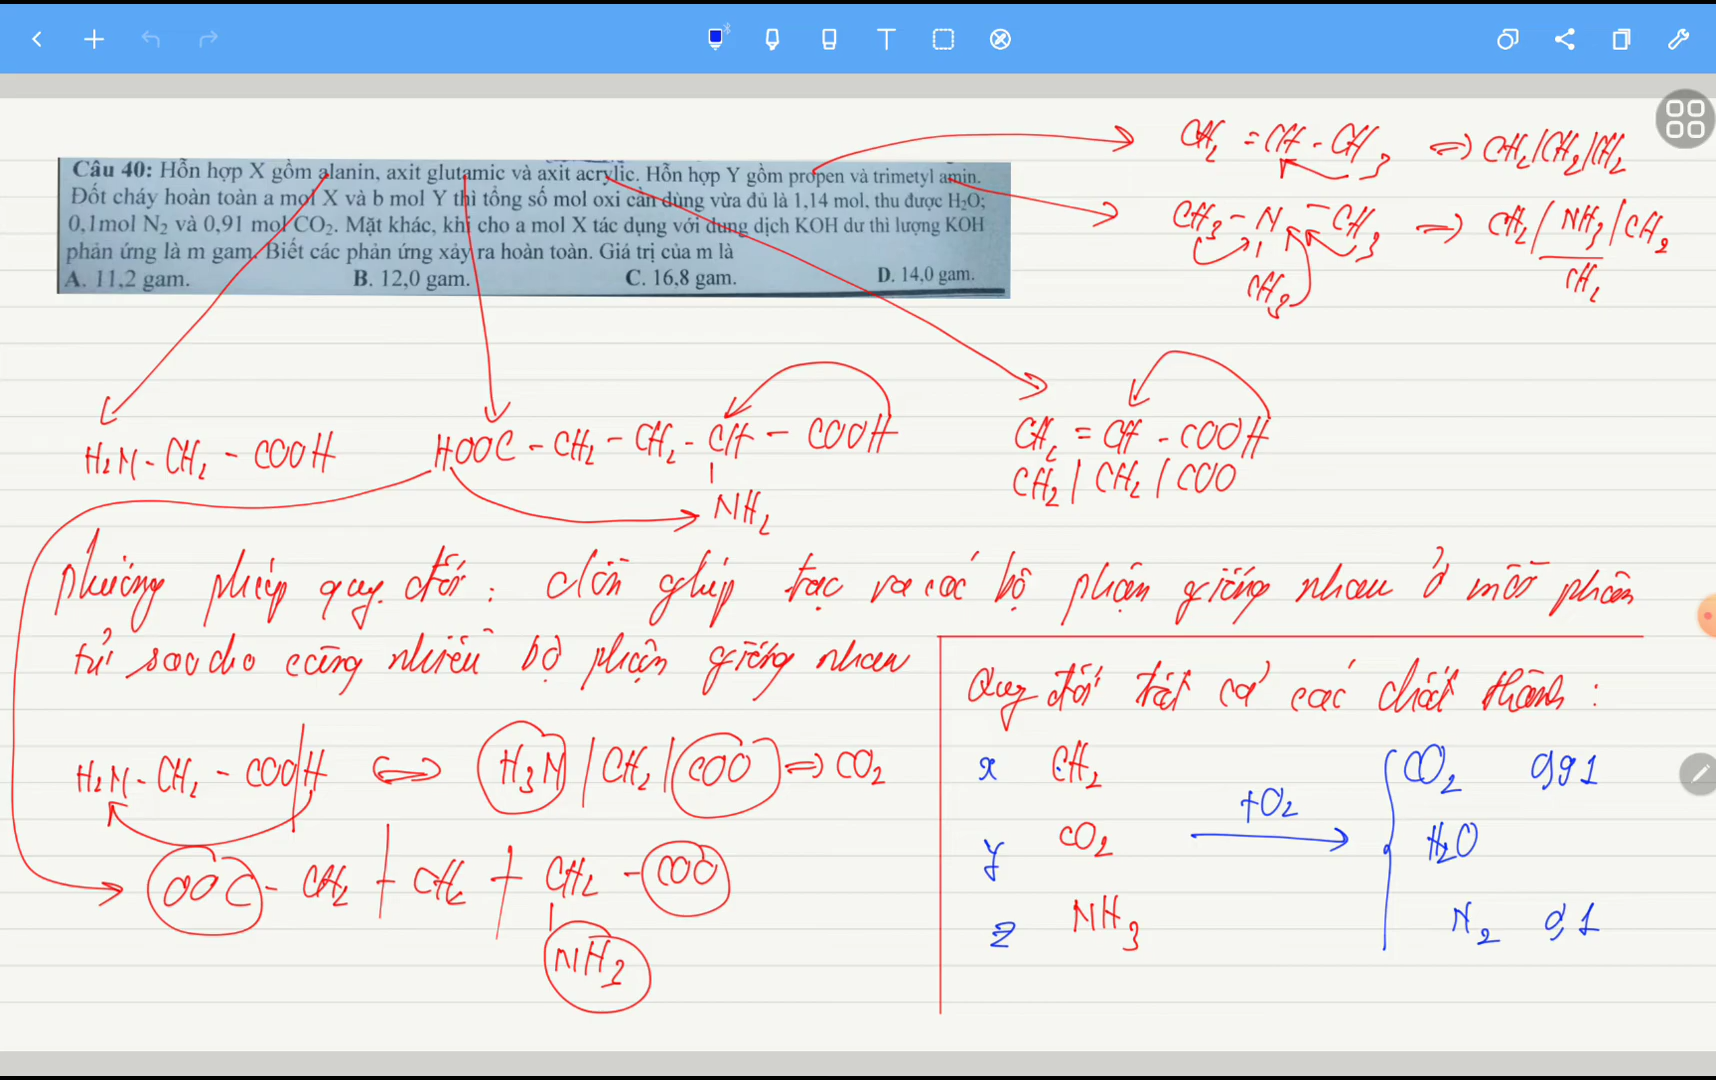 Câu 40: Hỗn hợp X gồm alanin, axit glutamic và axit acrylic. Hỗn hợp Y gồm propen và trimetyl amin.
Đốt cháy hoàn toàn a mol X và b mol Y thì tổng số mol oxi cần dùng vừa đủ là 1,14 mol, thu được H₂O;
0,1mol N₂ và 0,91 mol CO₂. Mặt khác, khi cho a mol X tác dụng với dung dịch KOH dư thì lượng KOH
phản ứng là m gam. Biết các phản ứng xảy ra hoàn toàn. Giá trị của m là
A. 11,2 gam. B. 12,0 gam. C. 16,8 gam. D. 14,0 gam.
CH₂ = CH - CH₃ ⇔ CH₂ / CH₂ / CH₂
CH₃ - N - CH₃ ⇒ CH₂ / NH₃ / CH₂
CH₃ CH₂
H₂N - CH₂ - COOH HOOC - CH₂ - CH₂ - CH - COOH CH₂ = CH - COOH
NH₂ CH₂ / CH₂ / COO
phương pháp quy đổi : dồn ghép tạc ra các bộ phận giống nhau ở mỗi phân
tử sao cho càng nhiều bộ phận giống nhau
Quy đổi tất cả các chất thành :
H₂N - CH₂ - COOH ⇔ H₃N / CH₂ / COO ⇒ CO₂
OOC - CH₂ + CH₂ + CH₂ - COO
NH₃
x CH₂ CO₂ 0,91
y CO₂ +O₂ H₂O
z NH₃ N₂ 0,1